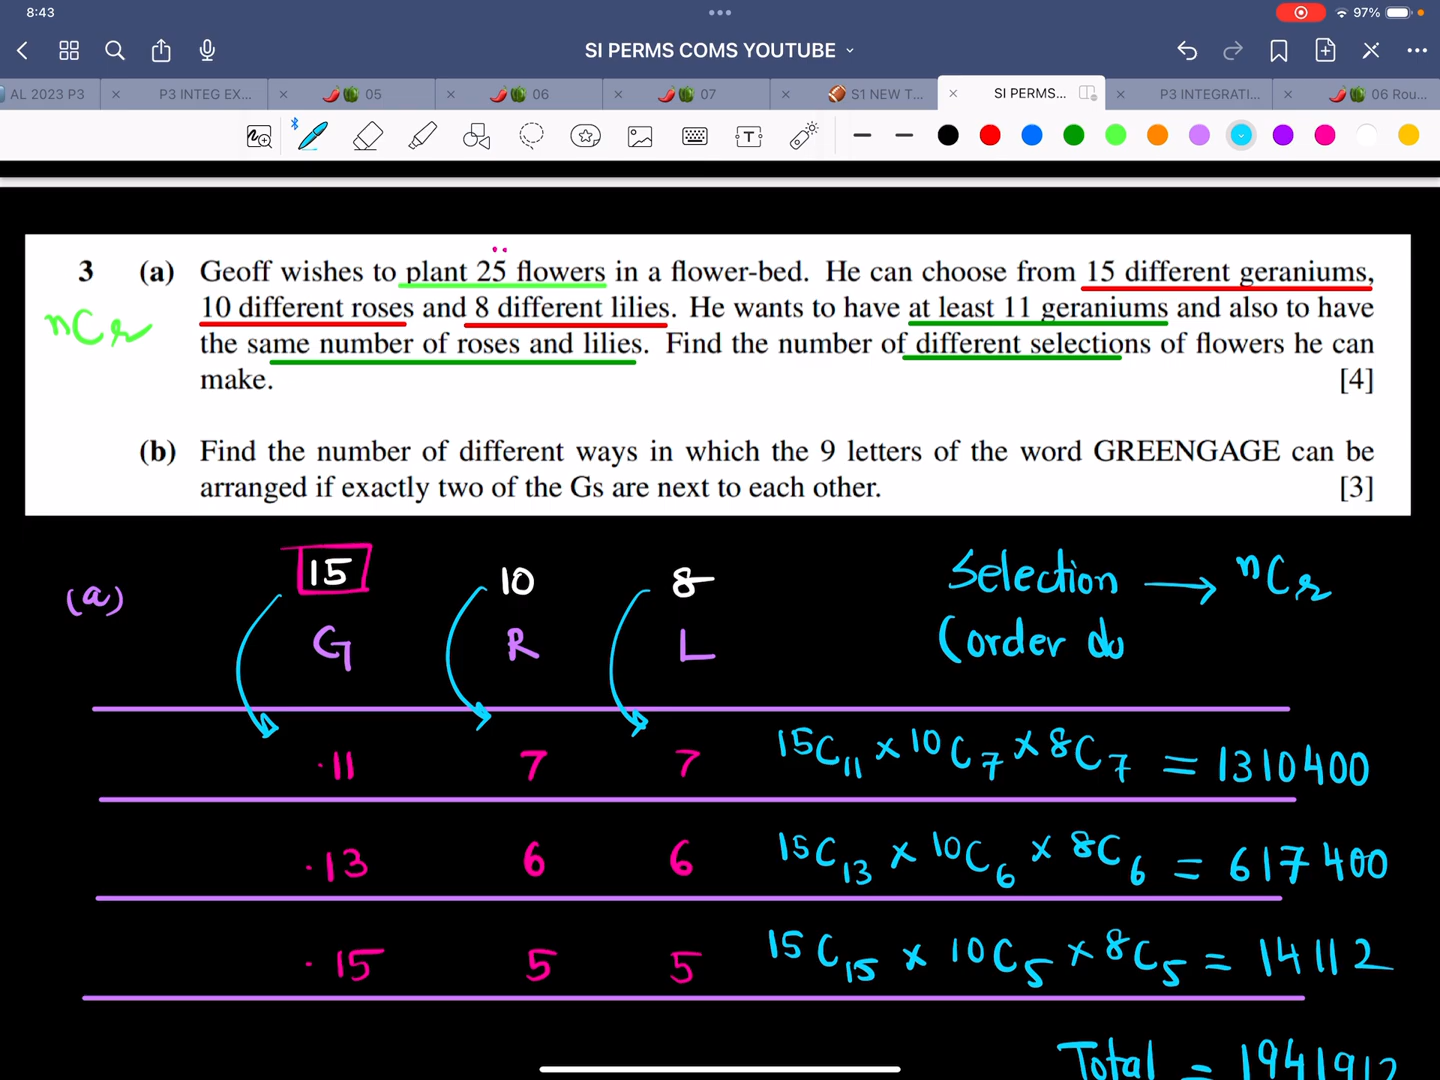 8:43
97%
SI PERMS COMS YOUTUBE
AL 2023 P3
P3 INTEG EX...
05
06
07
S1 NEW T...
SI PERMS...
P3 INTEGRATI...
06 Rou...
3 (a) Geoff wishes to plant 25 flowers in a flower-bed. He can choose from 15 different geraniums,
10 different roses and 8 different lilies. He wants to have at least 11 geraniums and also to have
nCr
the same number of roses and lilies. Find the number of different selections of flowers he can
make. [4]
(b) Find the number of different ways in which the 9 letters of the word GREENGAGE can be
arranged if exactly two of the Gs are next to each other. [3]
(a) 15 10 8 Selection → nCr
G R L (order do
11 7 7 15C11 × 10C7 × 8C7 = 1310400
13 6 6 15C13 × 10C6 × 8C6 = 617400
15 5 5 15C15 × 10C5 × 8C5 = 14112
Total = 1941912